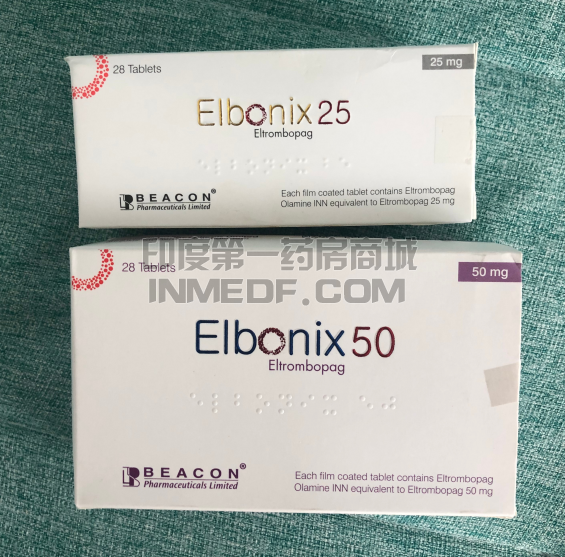 28 Tablets
25 mg
Elbonix 25
Eltrombopag
BEACON®
Pharmaceuticals Limited
Each film coated tablet contains Eltrombopag
Olamine INN equivalent to Eltrombopag 25 mg
印度第一药房商城
INMEDF.COM
28 Tablets
50 mg
Elbonix 50
Eltrombopag
BEACON®
Pharmaceuticals Limited
Each film coated tablet contains Eltrombopag
Olamine INN equivalent to Eltrombopag 50 mg